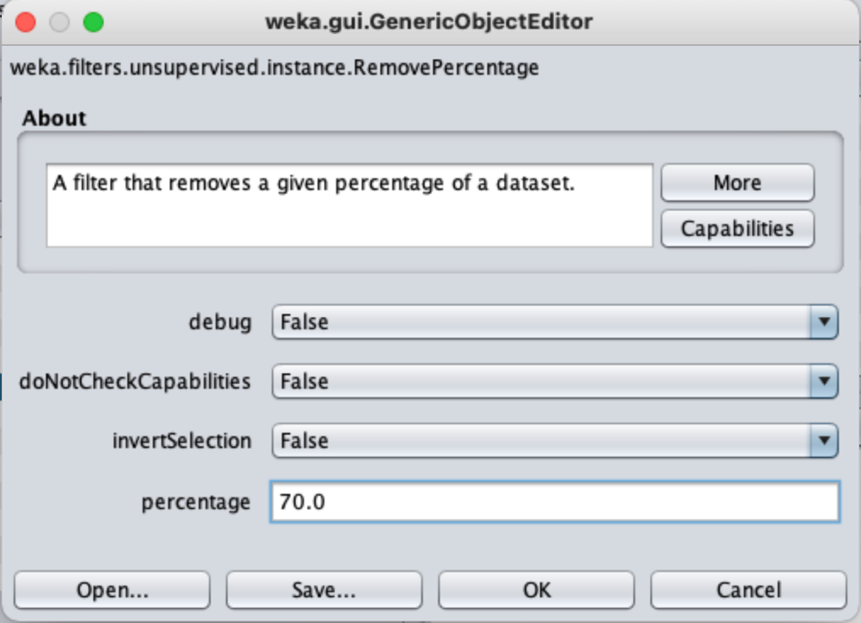 weka.gui.GenericObjectEditor
weka.filters.unsupervised.instance.RemovePercentage
About
A filter that removes a given percentage of a dataset.
More
Capabilities
debug False
doNotCheckCapabilities False
invertSelection False
percentage 70.0
Open... Save... OK Cancel